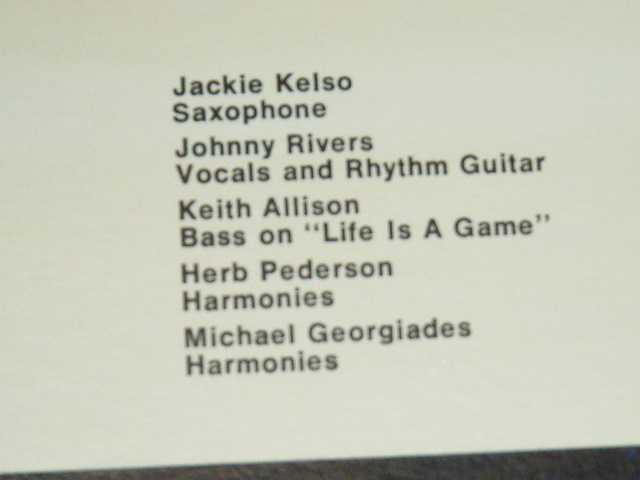 Jackie Kelso
Saxophone
Johnny Rivers
Vocals and Rhythm Guitar
Keith Allison
Bass on "Life Is A Game"
Herb Pederson
Harmonies
Michael Georgiades
Harmonies